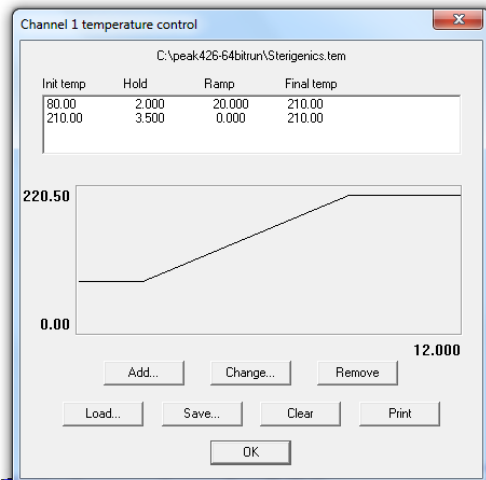 Channel 1 temperature control
C:\peak426-64bitrun\Sterigenics.tem
Init temp Hold Ramp Final temp
80.00 2.000 20.000 210.00
210.00 3.500 0.000 210.00
220.50
0.00
12.000
Add... Change... Remove
Load... Save... Clear Print
OK